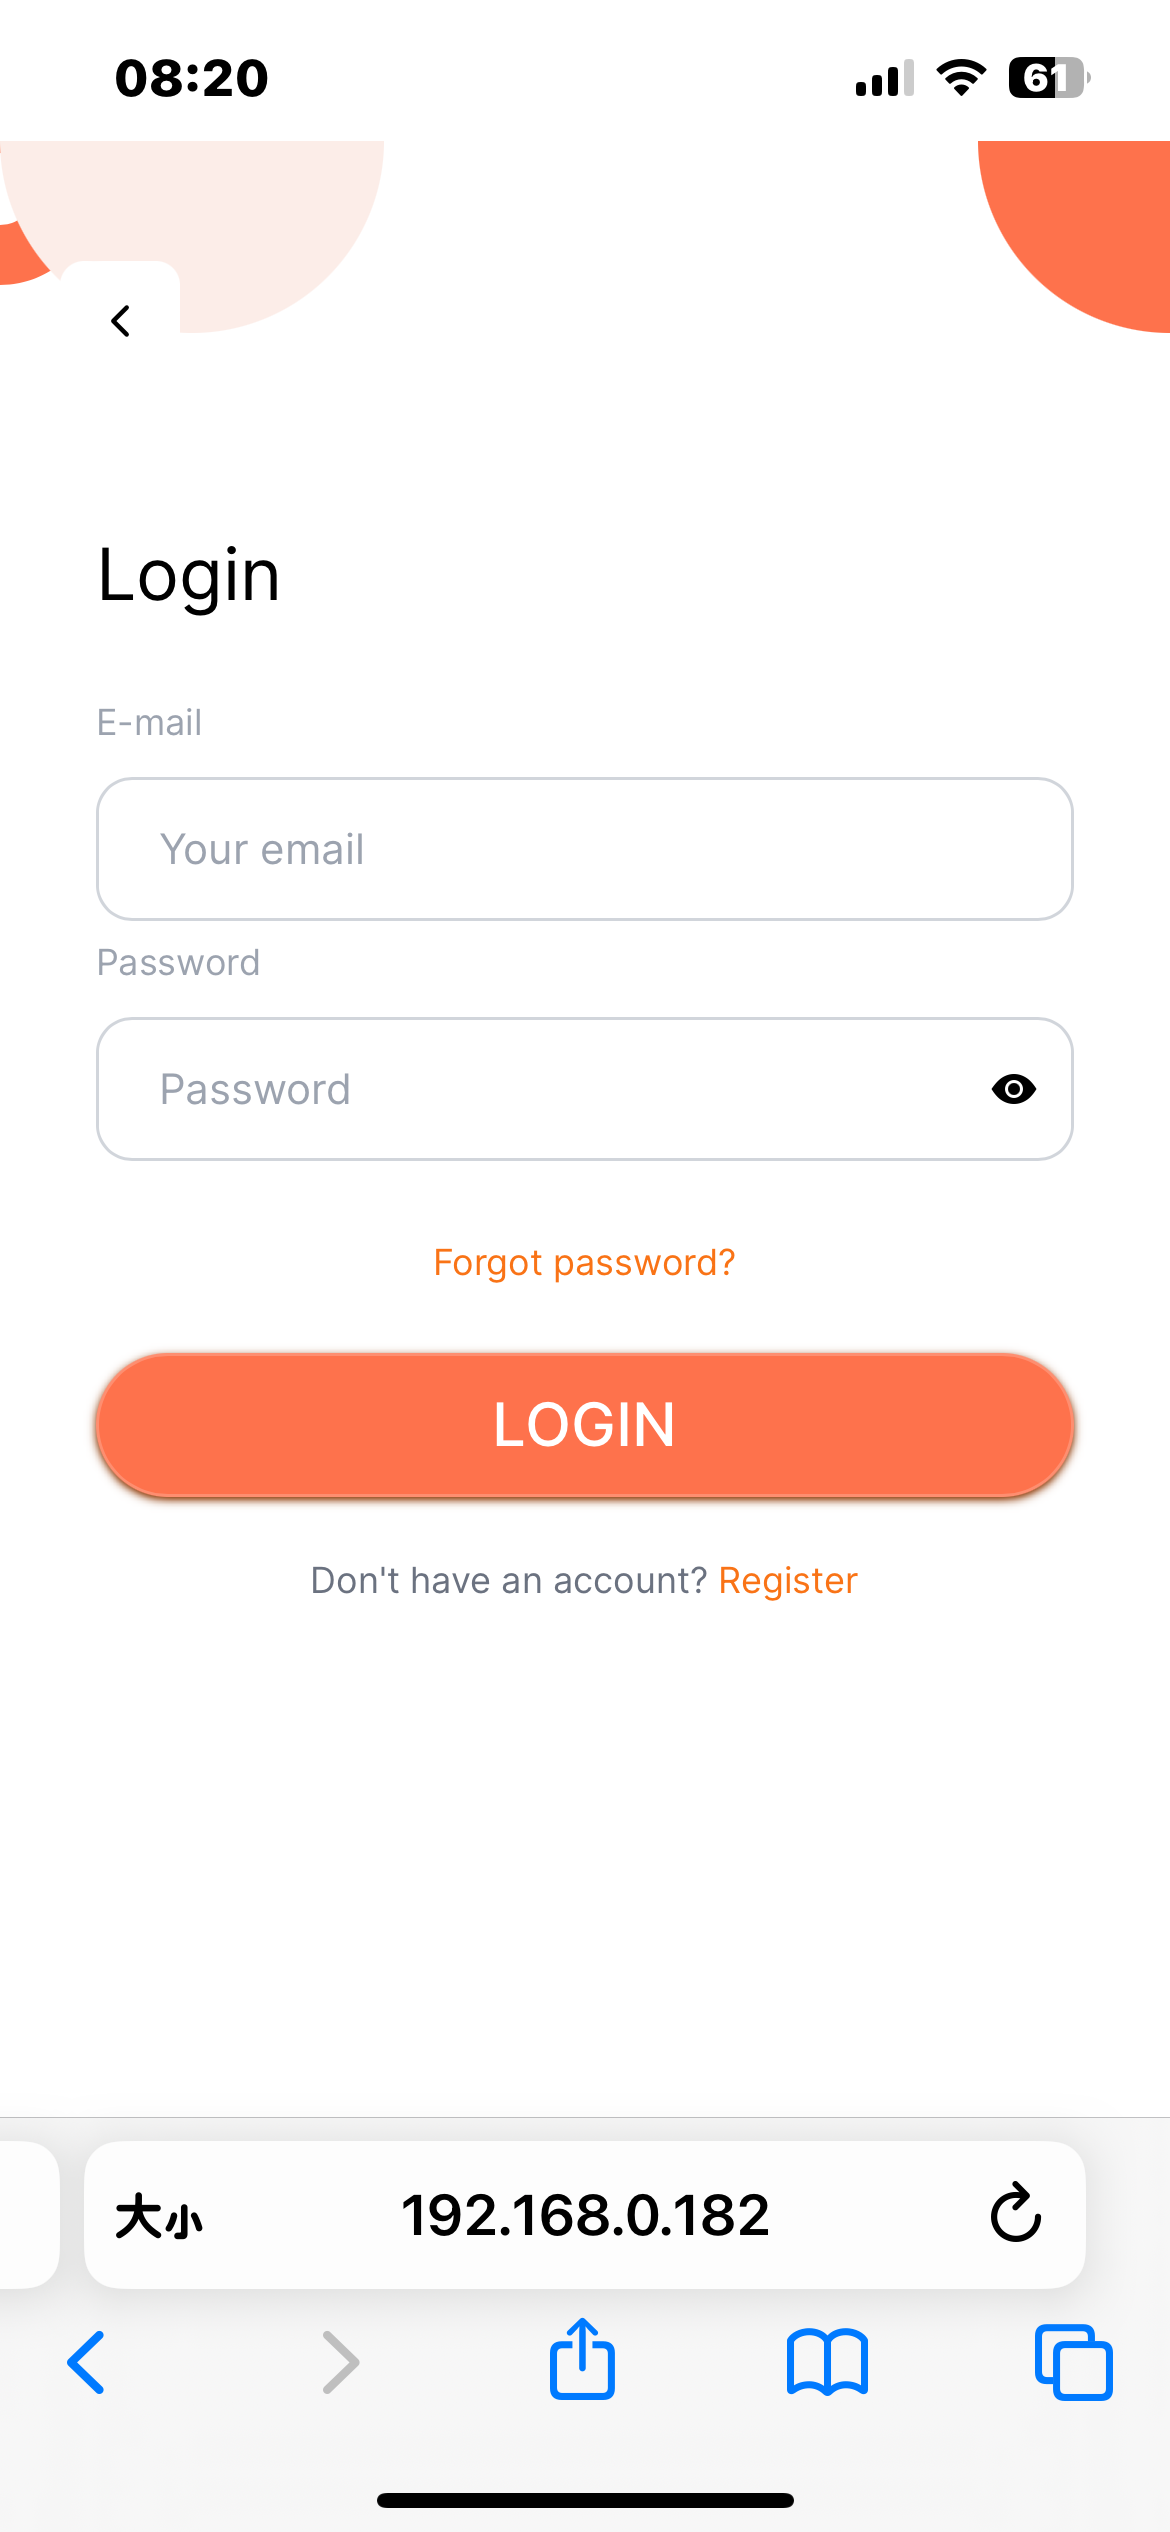 08:20
61
Login
E-mail
Your email
Password
Password
Forgot password?
LOGIN
Don't have an account? Register
大小
192.168.0.182